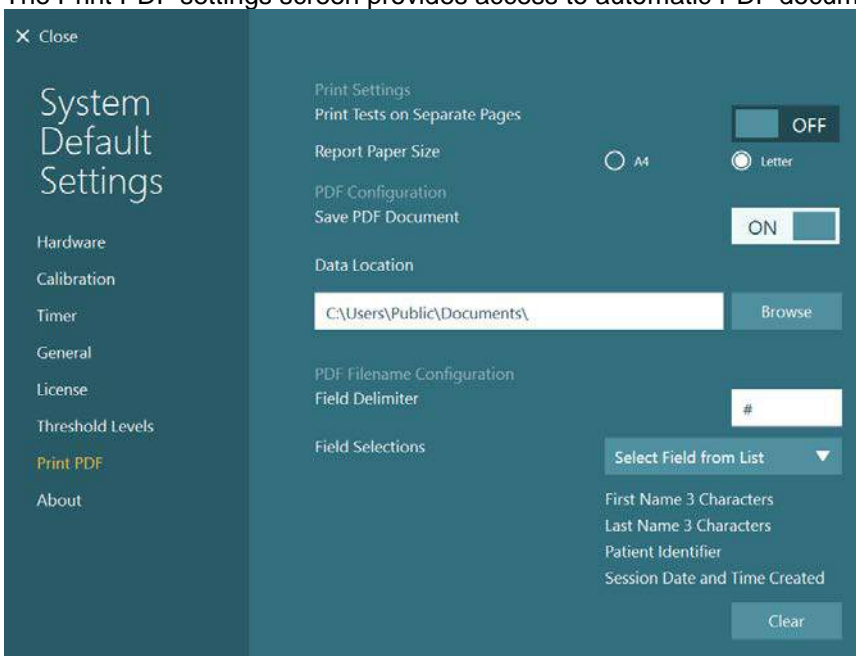 The Print PDF settings screen provides access to automatic PDF docum
✕ Close
System
Default
Settings
Hardware
Calibration
Timer
General
License
Threshold Levels
Print PDF
About
Print Settings
Print Tests on Separate Pages
OFF
Report Paper Size
A4
Letter
PDF Configuration
Save PDF Document
ON
Data Location
C:\Users\Public\Documents\
Browse
PDF Filename Configuration
Field Delimiter
#
Field Selections
Select Field from List
First Name 3 Characters
Last Name 3 Characters
Patient Identifier
Session Date and Time Created
Clear